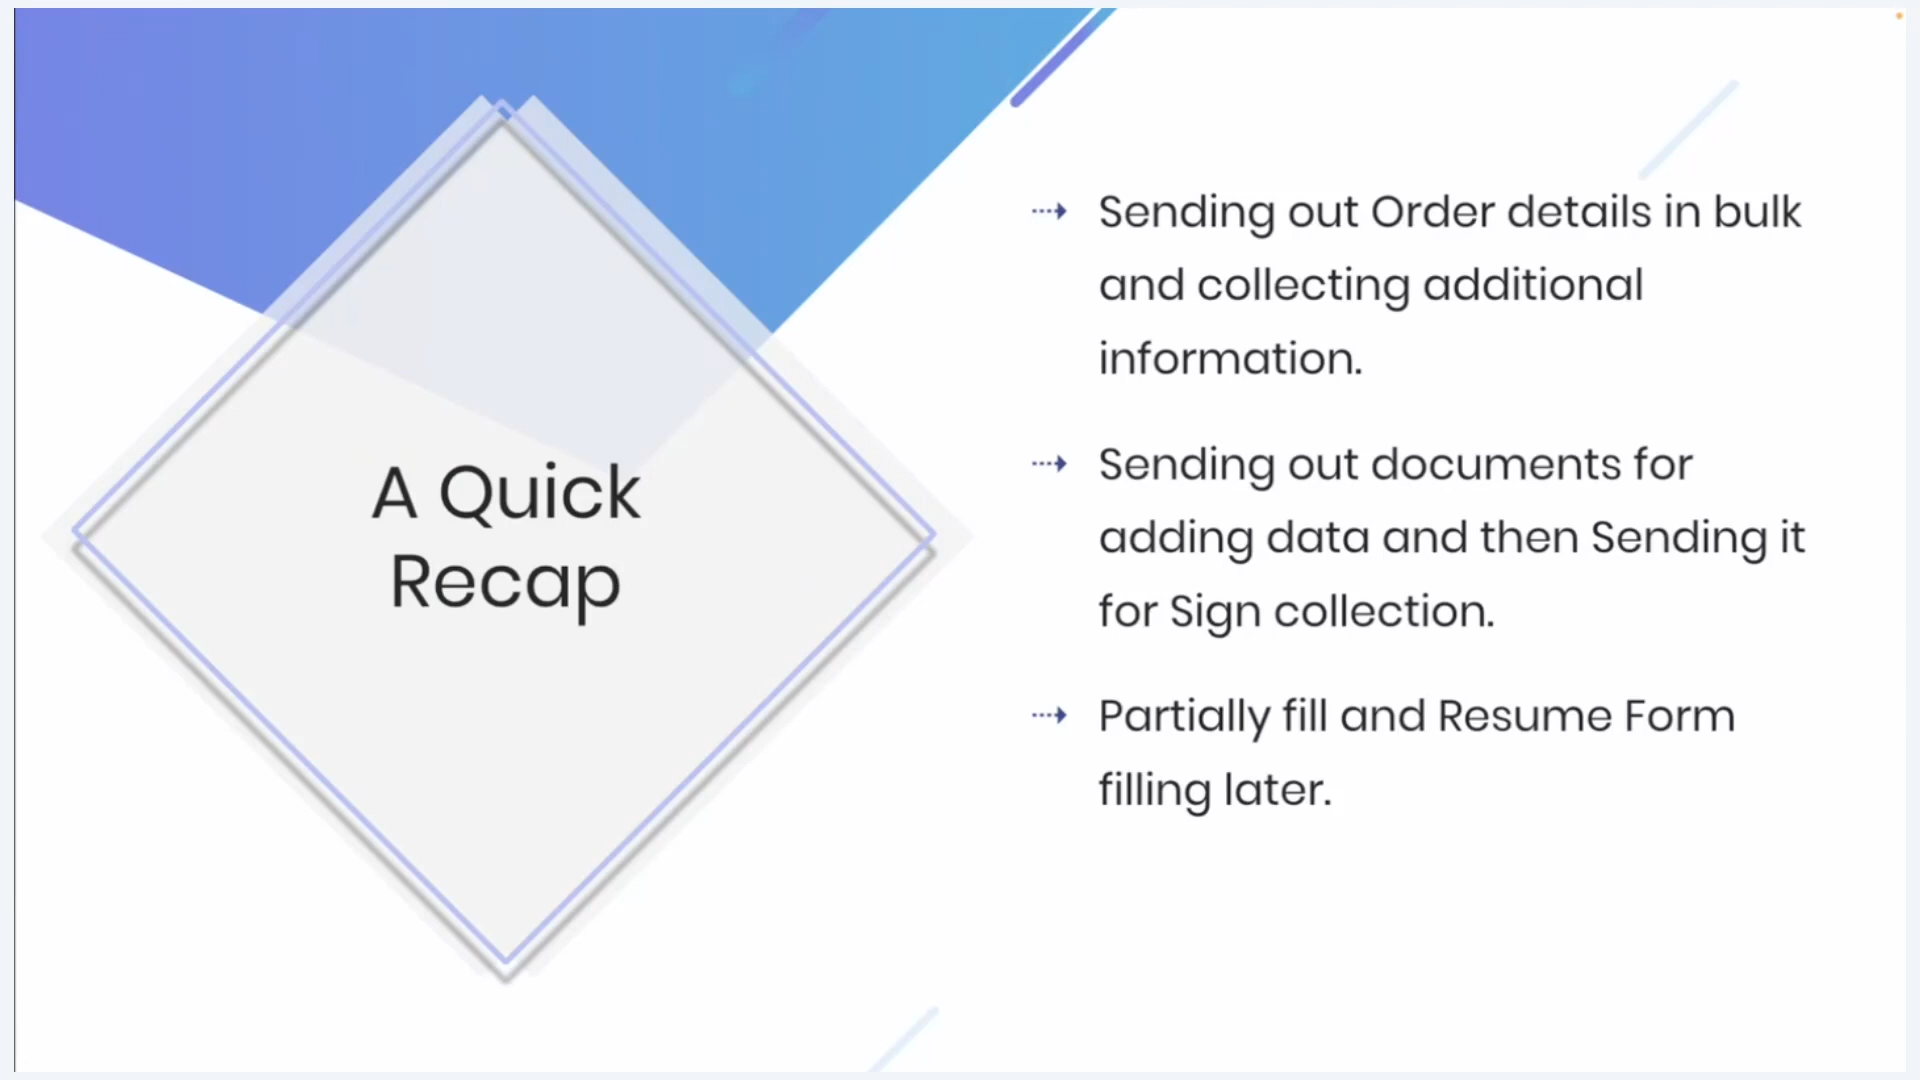 A Quick
Recap
Sending out Order details in bulk
and collecting additional
information.
Sending out documents for
adding data and then Sending it
for Sign collection.
Partially fill and Resume Form
filling later.